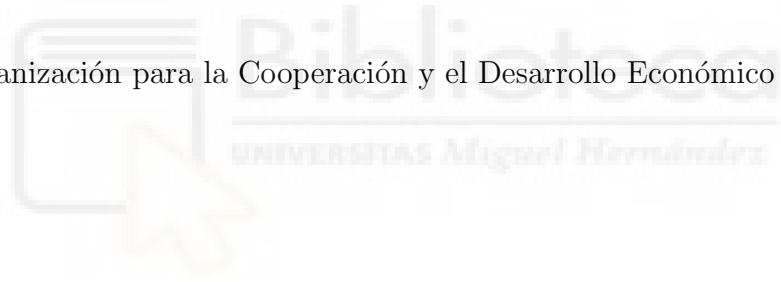 Biblioteca
anización para la Cooperación y el Desarrollo Económico
UNIVERSITAS Miguel Hernández